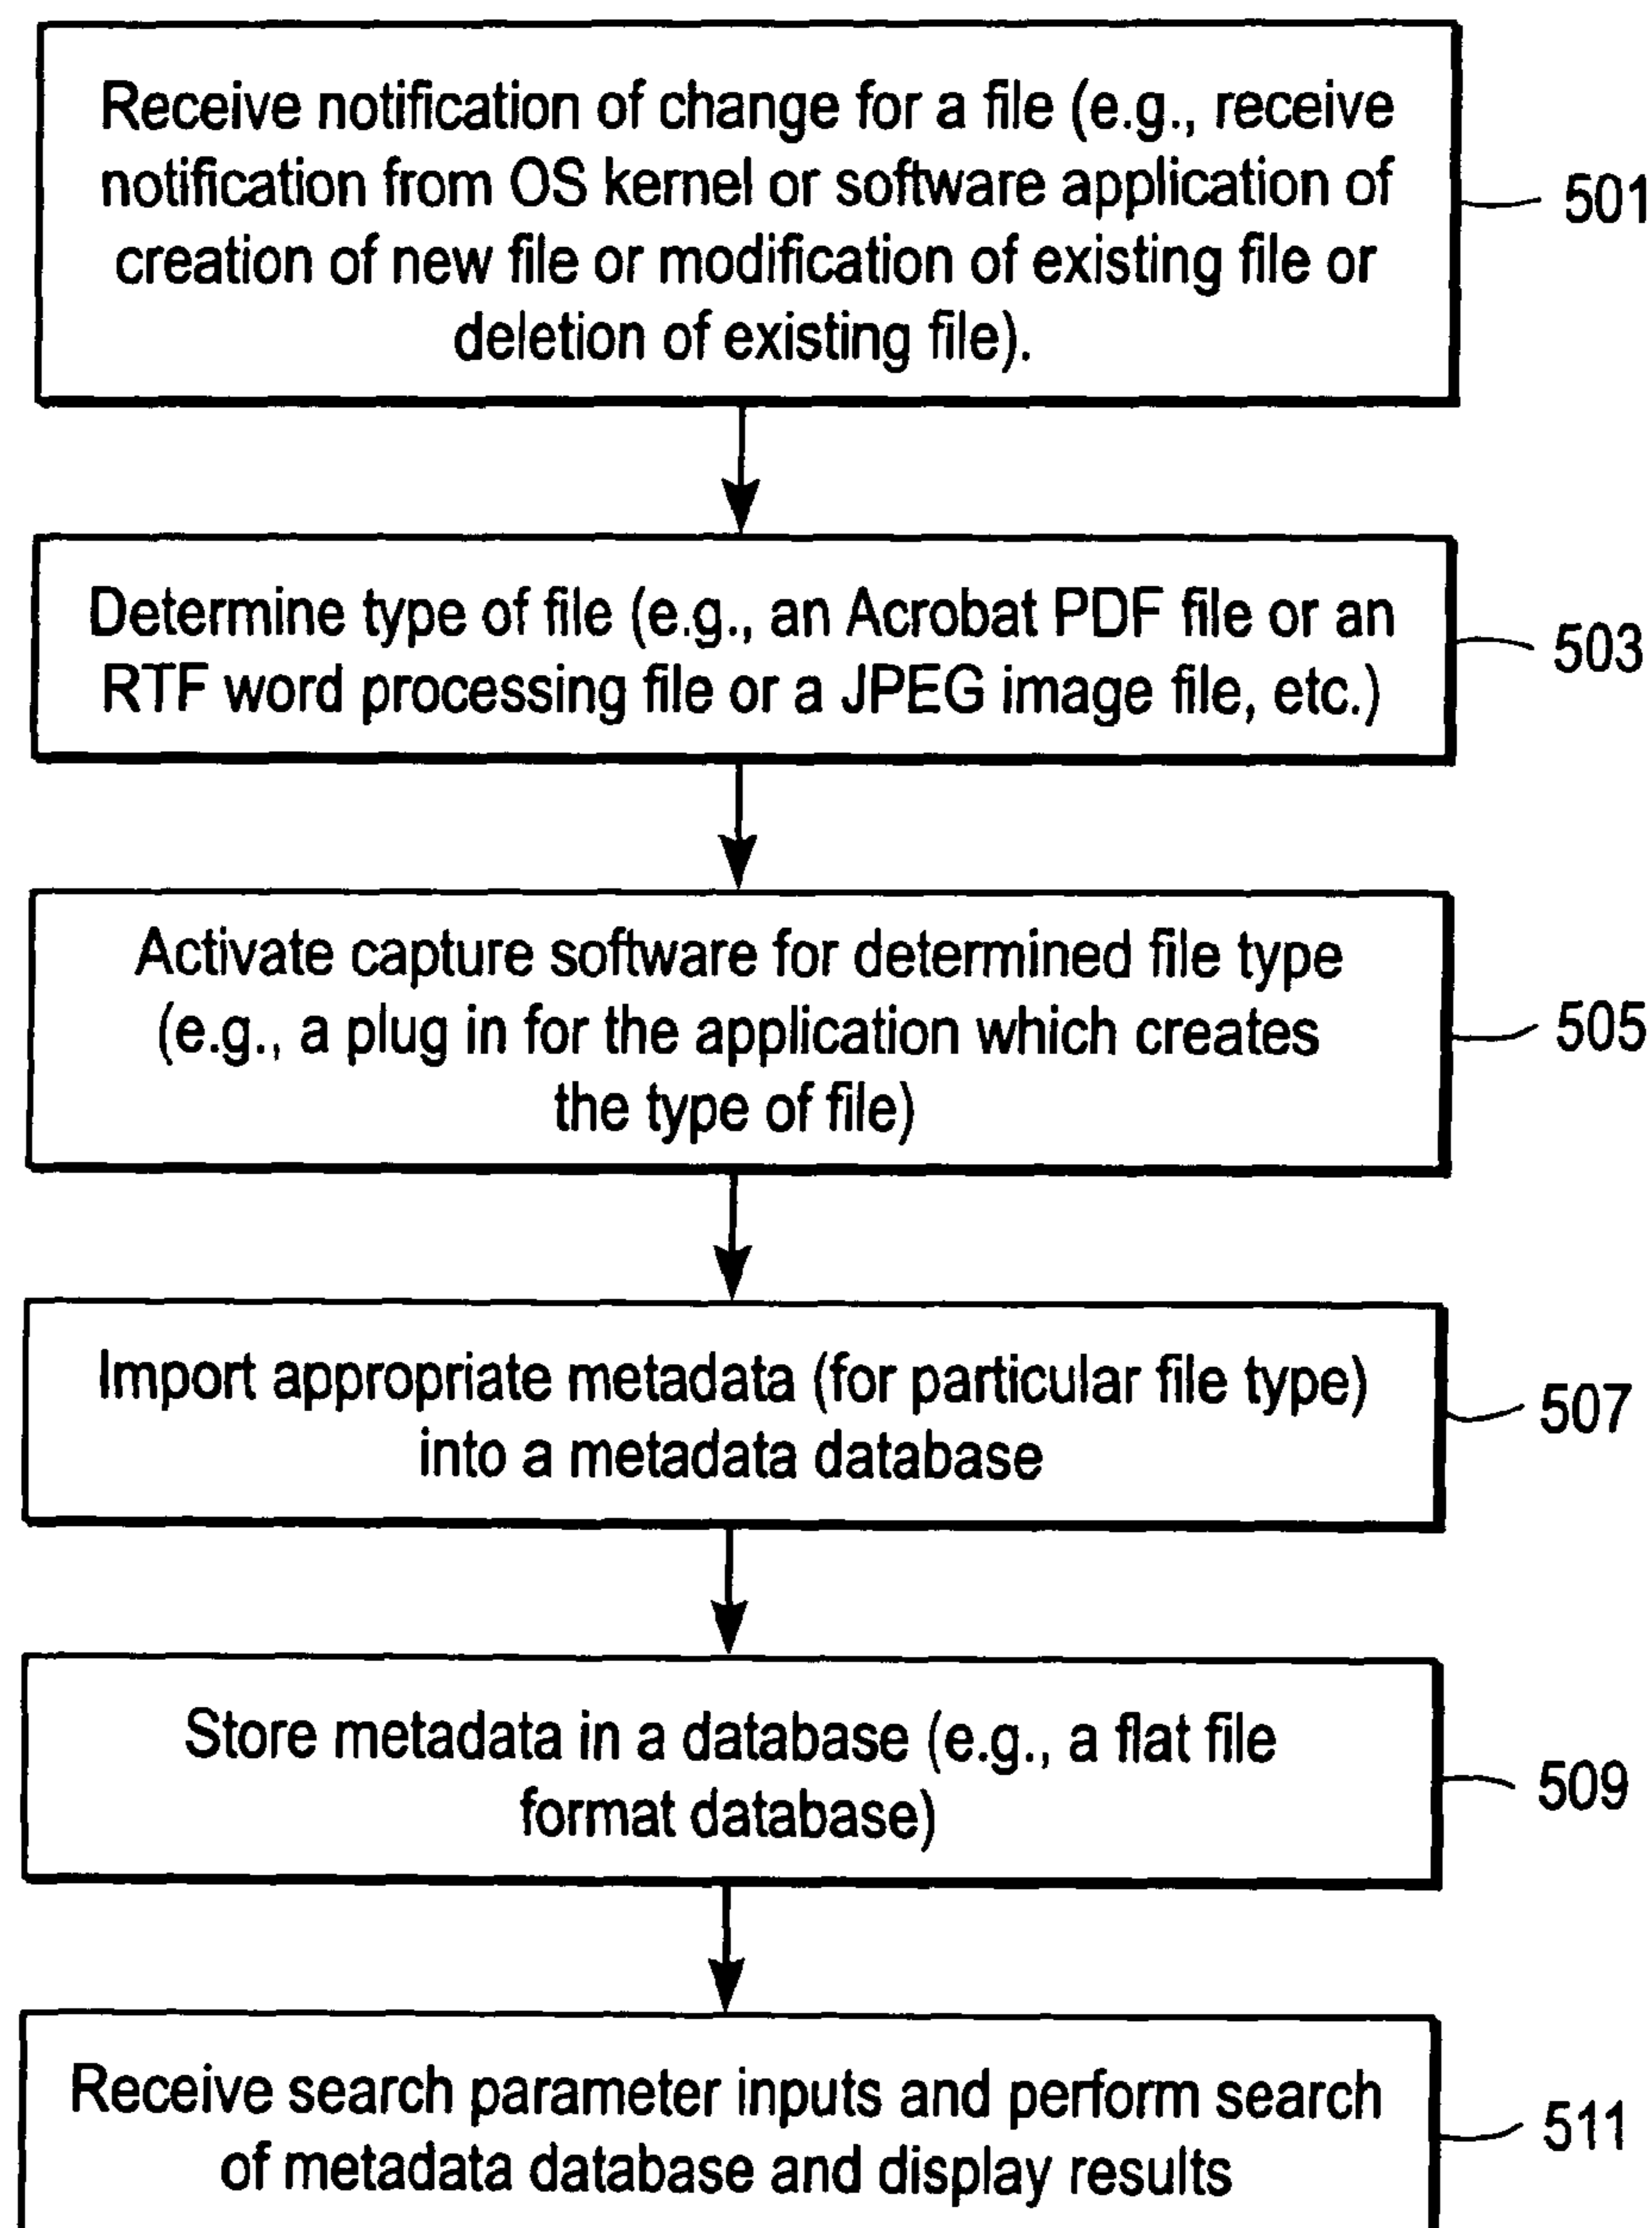 Receive notification of change for a file (e.g., receive
notification from OS kernel or software application of
creation of new file or modification of existing file or
deletion of existing file).
501
Determine type of file (e.g., an Acrobat PDF file or an
RTF word processing file or a JPEG image file, etc.)
503
Activate capture software for determined file type
(e.g., a plug in for the application which creates
the type of file)
505
Import appropriate metadata (for particular file type)
into a metadata database
507
Store metadata in a database (e.g., a flat file
format database)
509
Receive search parameter inputs and perform search
of metadata database and display results
511